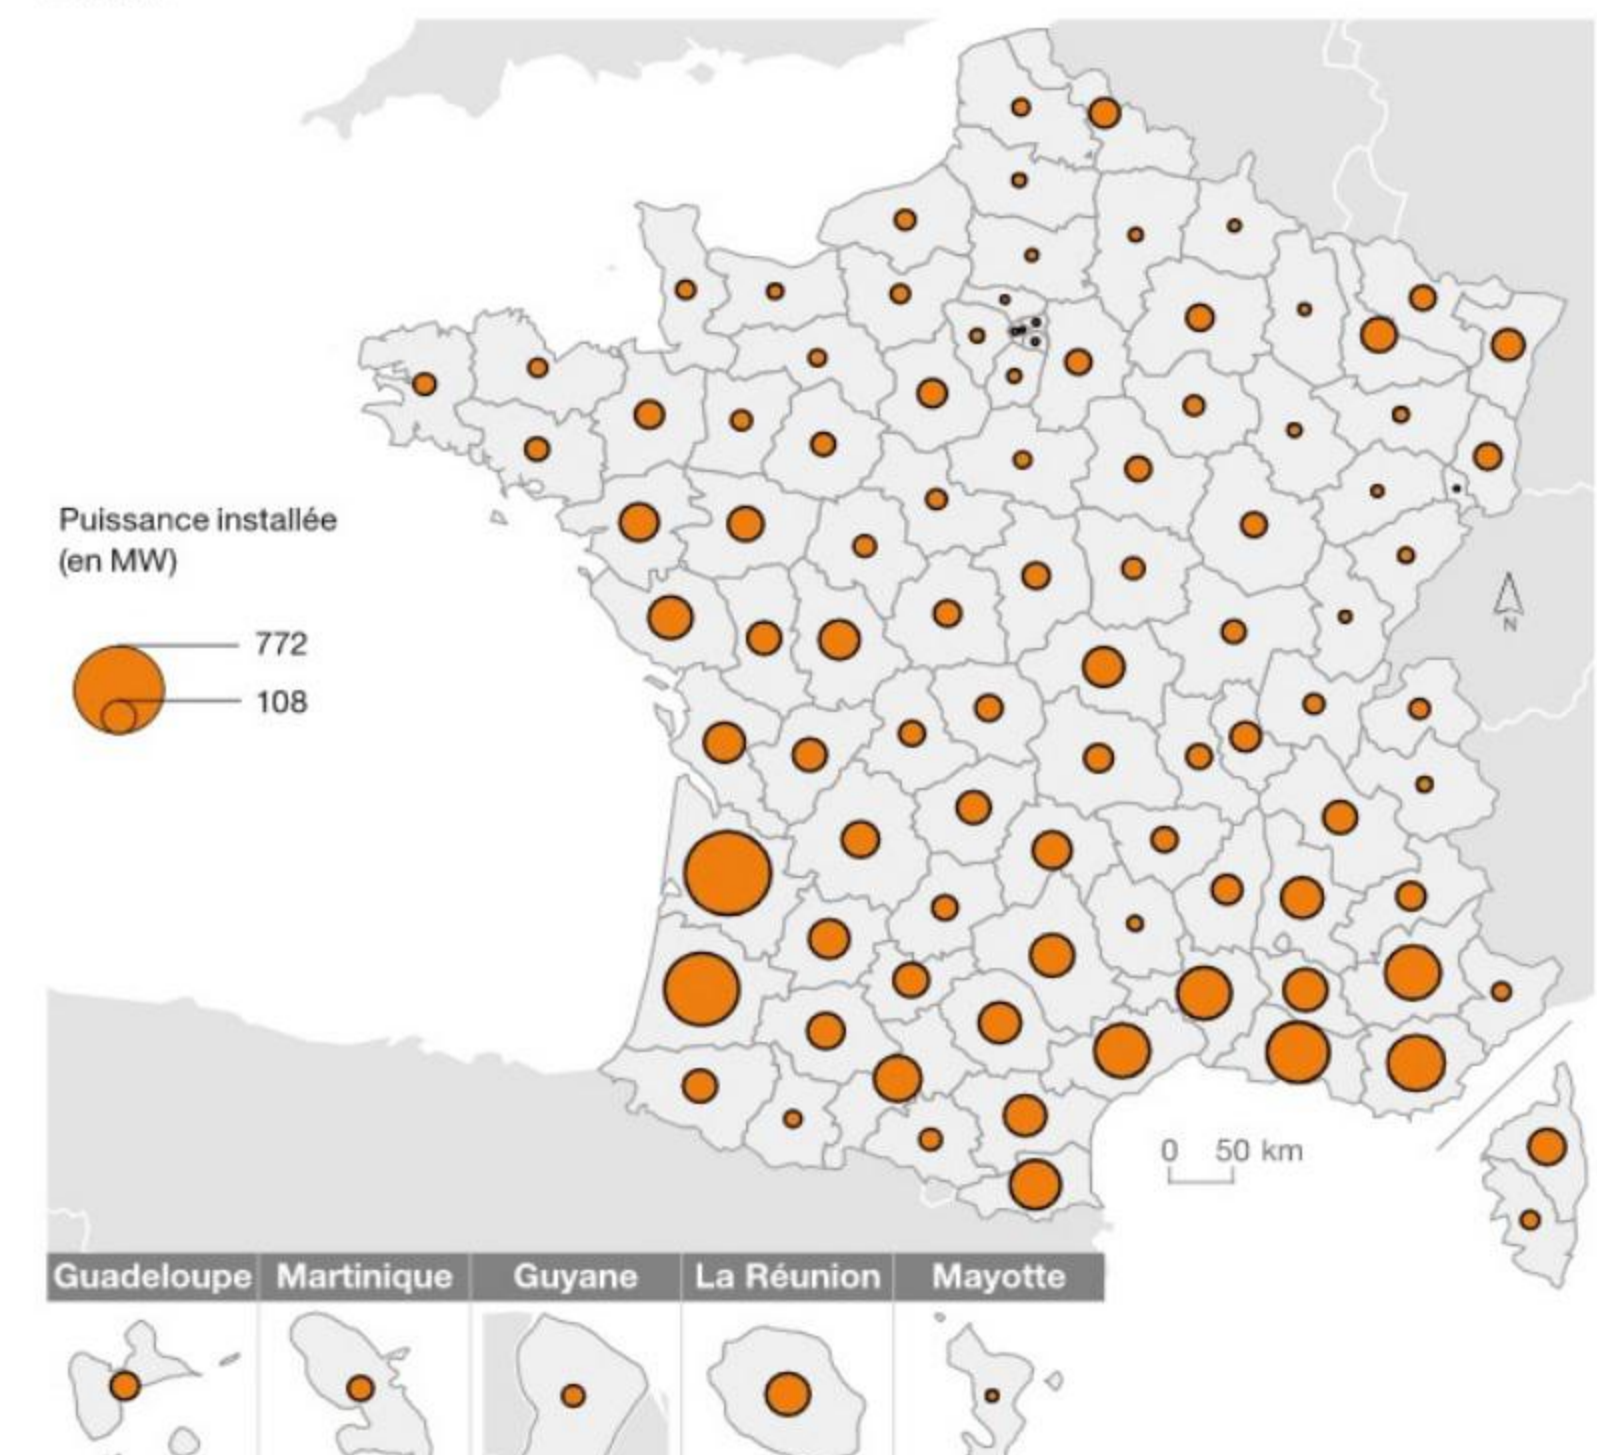 Puissance installée
(en MW)
772
108
N
0 50 km
Guadeloupe Martinique Guyane La Réunion Mayotte